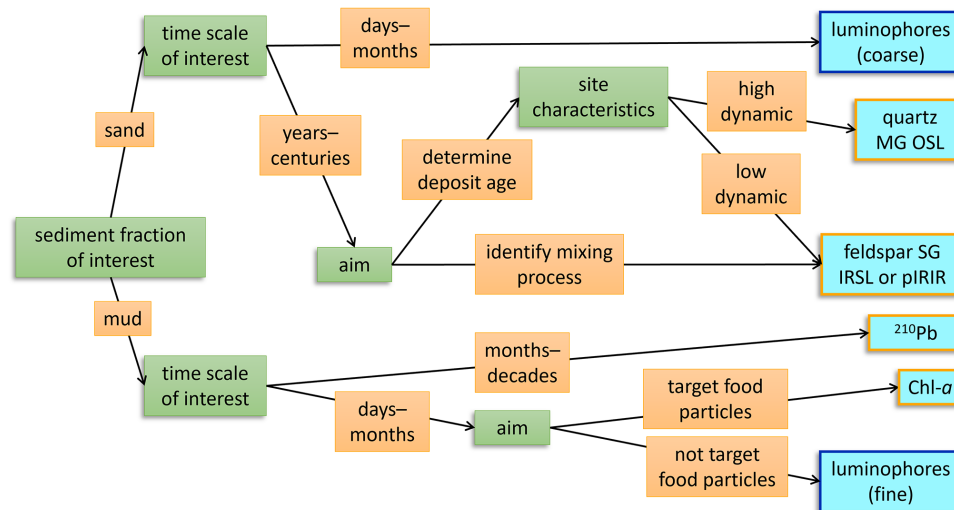 time scale
of interest
days–
months
luminophores
(coarse)
site
characteristics
high
dynamic
quartz
MG OSL
sand
years–
centuries
determine
deposit age
low
dynamic
sediment fraction
of interest
aim
identify mixing
process
feldspar SG
IRSL or pIRIR
mud
time scale
of interest
months–
decades
²¹⁰Pb
days–
months
aim
target food
particles
Chl-a
not target
food particles
luminophores
(fine)